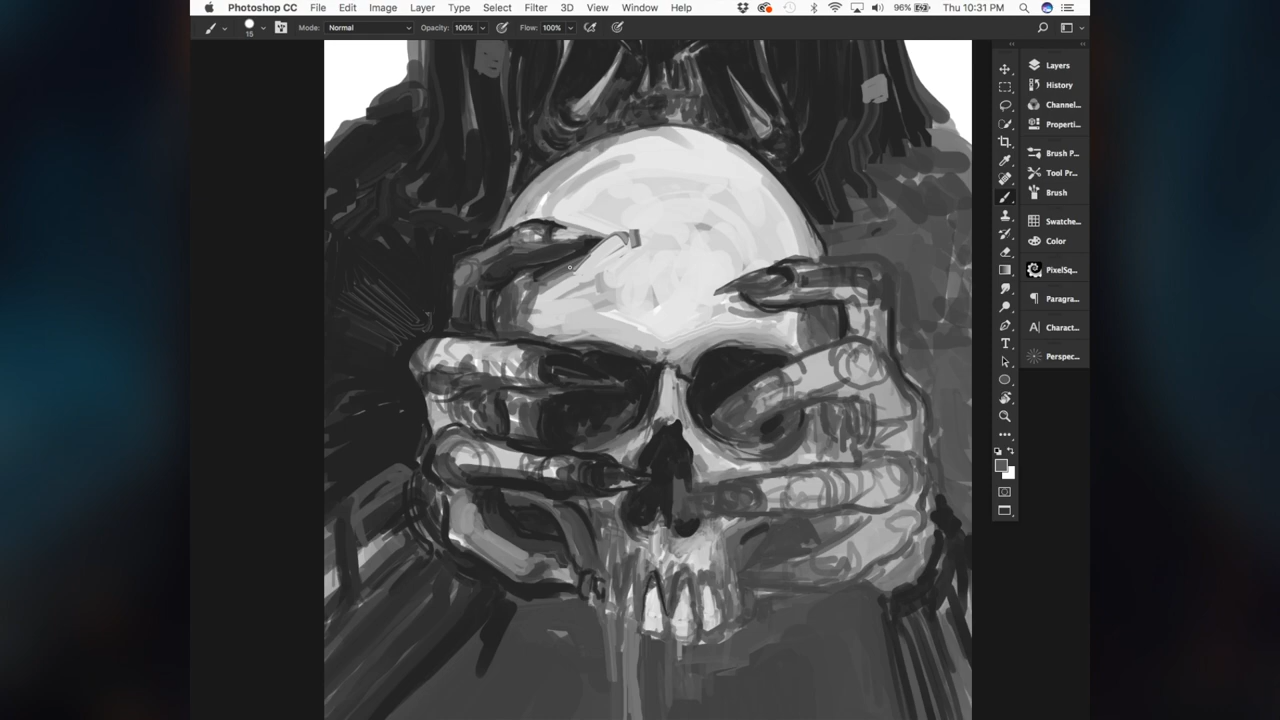 Photoshop CC File Edit Image Layer Type Select Filter 3D View Window Help 96% Thu 10:31 PM
15 Mode: Normal Opacity: 100% Flow: 100%
Layers
History
Channel...
Properti...
Brush P...
Tool Pr...
Brush
Swatche...
Color
PixelSq...
Paragra...
Charact...
Perspec...